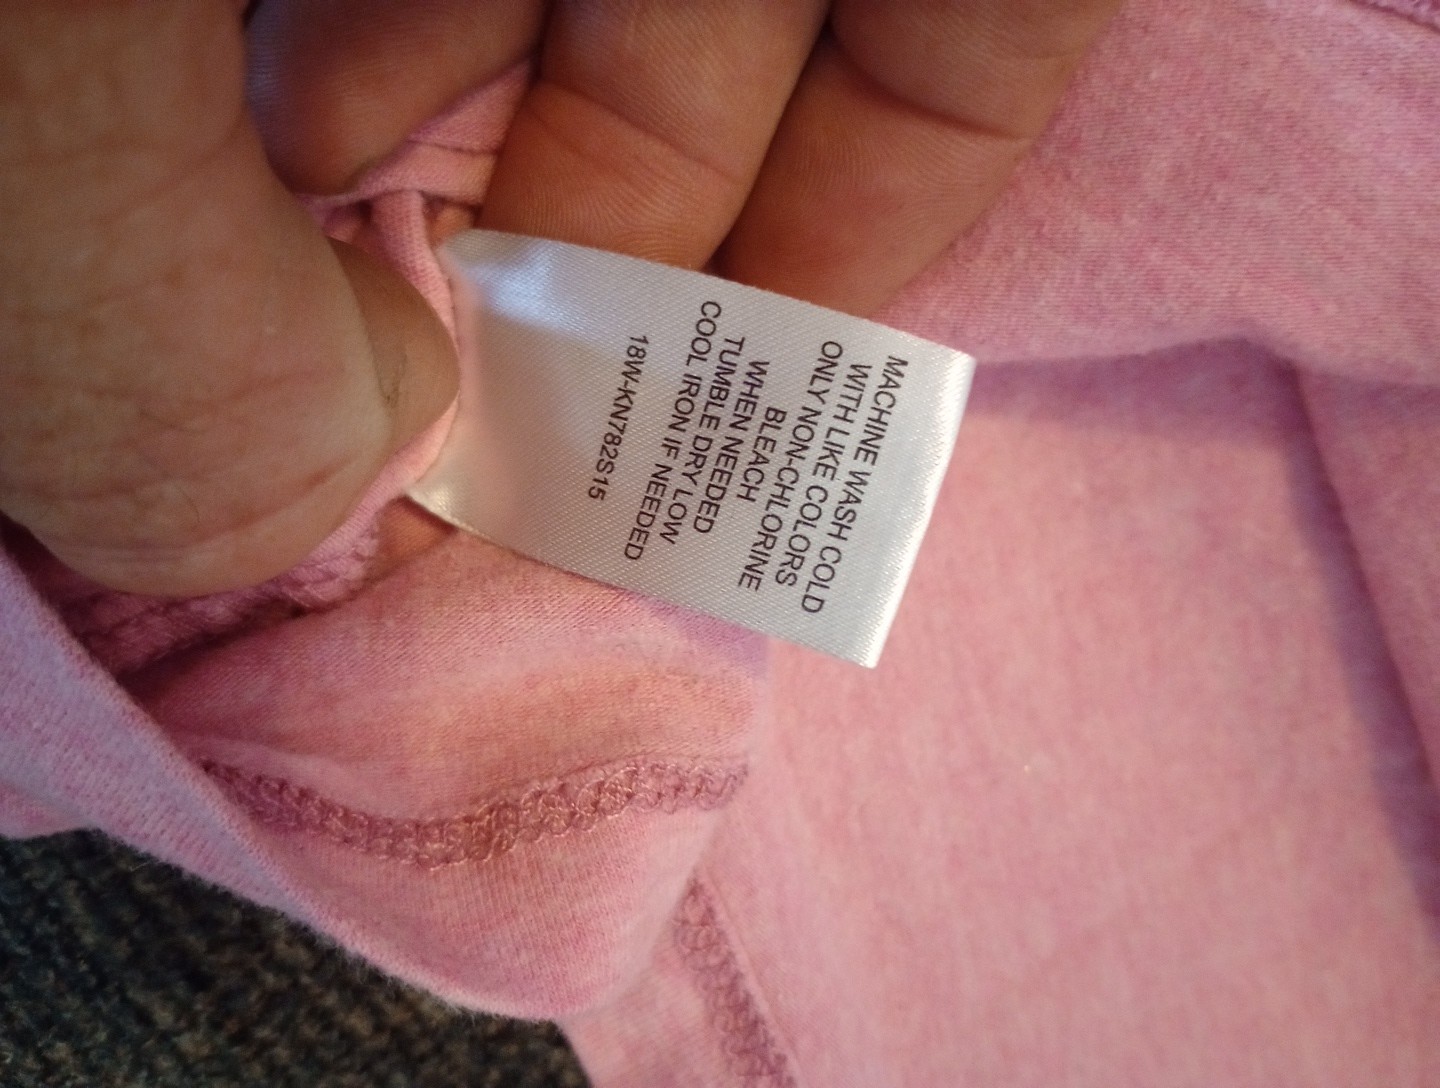 MACHINE WASH COLD
WITH LIKE COLORS
ONLY NON-CHLORINE
BLEACH
WHEN NEEDED
TUMBLE DRY LOW
COOL IRON IF NEEDED
18W-KN782S15